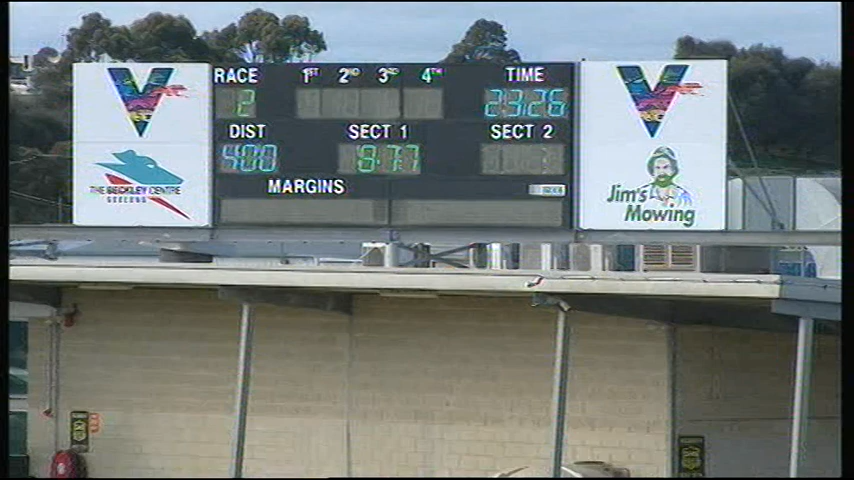 RACE 1ST 2ND 3RD 4TH TIME
2 23:26
DIST SECT 1 SECT 2
400 9.77
MARGINS
V
THE BECKLEY CENTRE
GEELONG
V
Jim's
Mowing